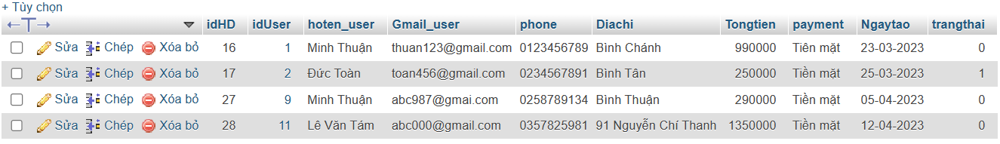 + Tùy chọn
←T→ idHD idUser hoten_user Gmail_user phone Diachi Tongtien payment Ngaytao trangthai
Sửa Chép Xóa bỏ 16 1 Minh Thuận thuan123@gmail.com 0123456789 Bình Chánh 990000 Tiền mặt 23-03-2023 0
Sửa Chép Xóa bỏ 17 2 Đức Toàn toan456@gmail.com 0234567891 Bình Tân 250000 Tiền mặt 25-03-2023 1
Sửa Chép Xóa bỏ 27 9 Minh Thuận abc987@gmai.com 0258789134 Bình Thuận 290000 Tiền mặt 05-04-2023 0
Sửa Chép Xóa bỏ 28 11 Lê Văn Tám abc000@gmail.com 0357825981 91 Nguyễn Chí Thanh 1350000 Tiền mặt 12-04-2023 0